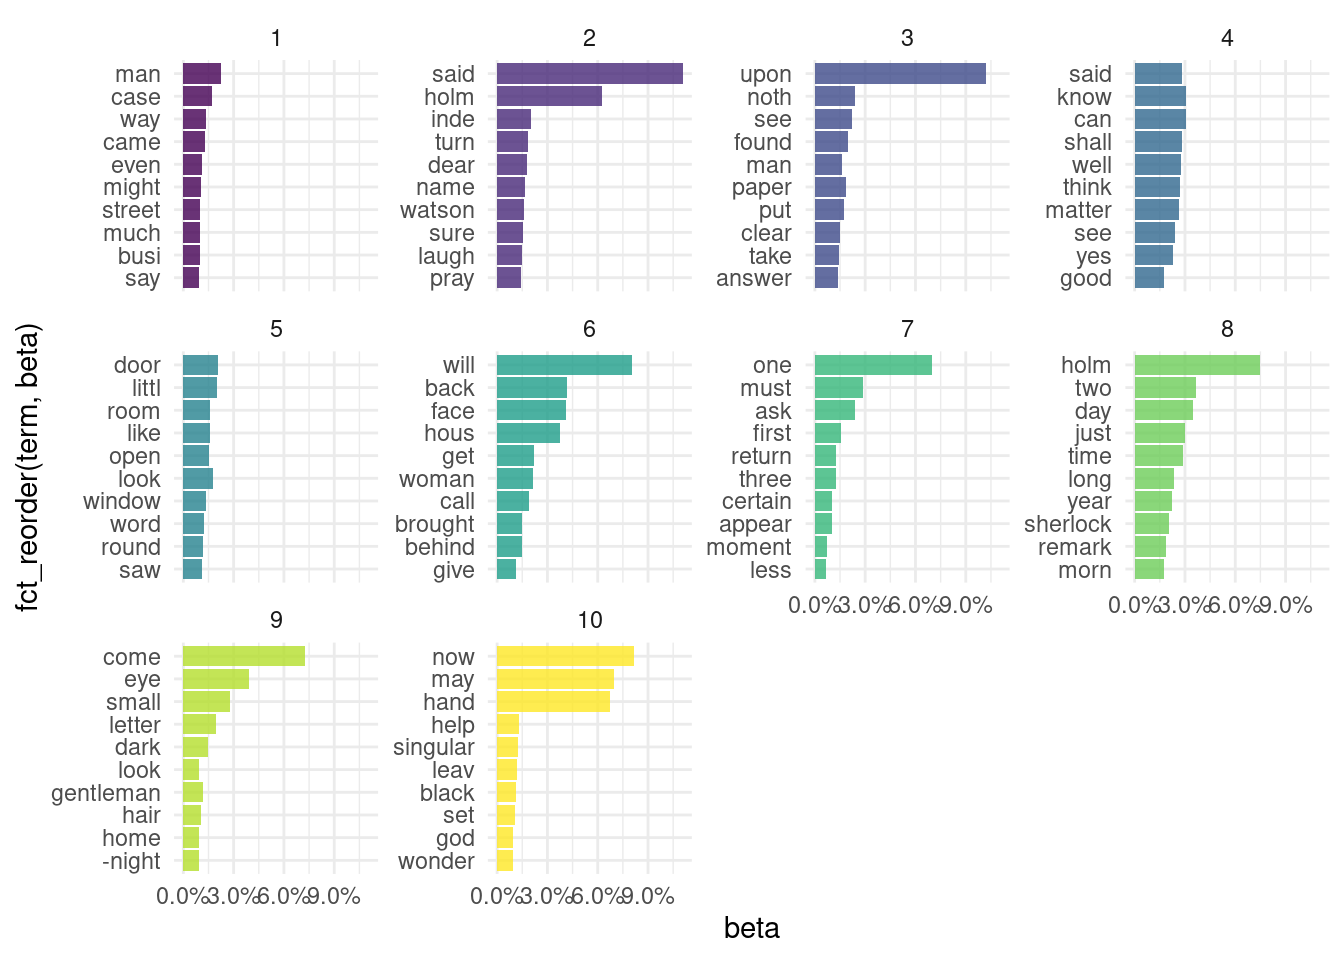 1
man
case
way
came
even
might
street
much
busi
say
2
said
holm
inde
turn
dear
name
watson
sure
laugh
pray
3
upon
noth
see
found
man
paper
put
clear
take
answer
4
said
know
can
shall
well
think
matter
see
yes
good
fct_reorder(term, beta)
5
door
littl
room
like
open
look
window
word
round
saw
6
will
back
face
hous
get
woman
call
brought
behind
give
7
one
must
ask
first
return
three
certain
appear
moment
less
0.0% 3.0% 6.0% 9.0%
8
holm
two
day
just
time
long
year
sherlock
remark
morn
0.0% 3.0% 6.0% 9.0%
9
come
eye
small
letter
dark
look
gentleman
hair
home
-night
0.0% 3.0% 6.0% 9.0%
10
now
may
hand
help
singular
leav
black
set
god
wonder
0.0% 3.0% 6.0% 9.0%
beta